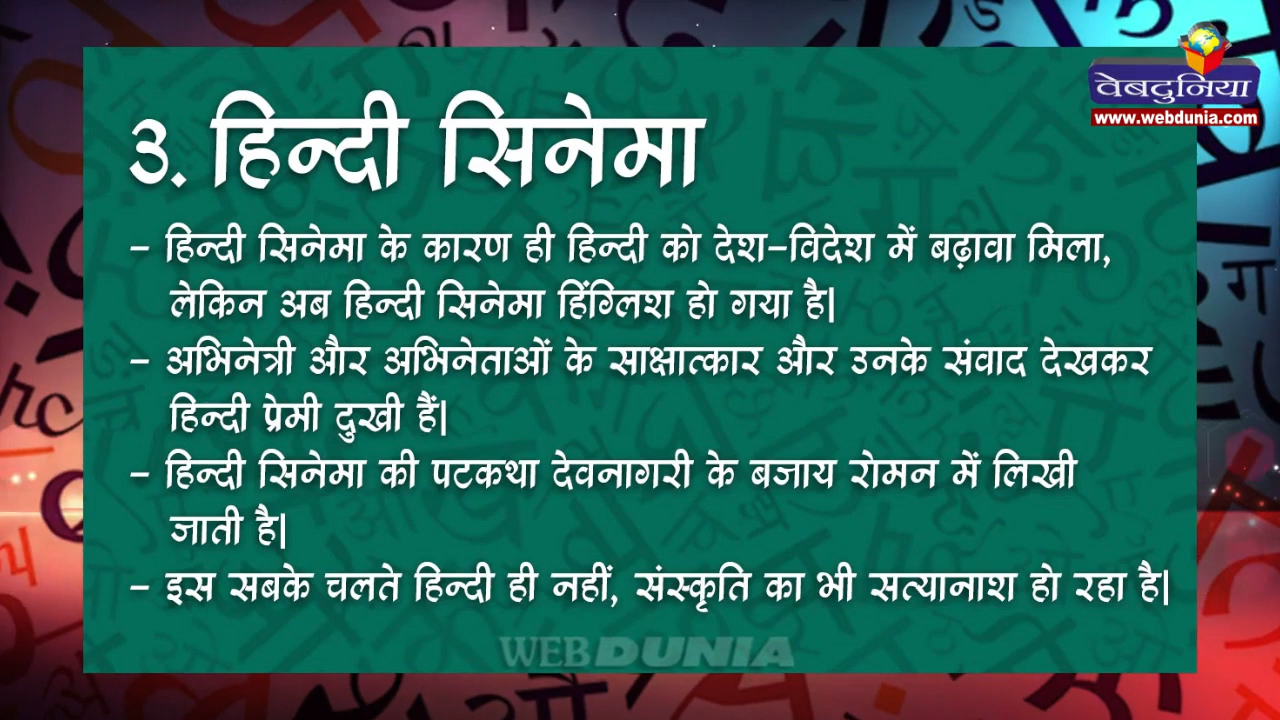 वेबदुनिया
www.webdunia.com
३. हिन्दी सिनेमा
- हिन्दी सिनेमा के कारण ही हिन्दी को देश-विदेश में बढ़ावा मिला,
लेकिन अब हिन्दी सिनेमा हिंग्लिश हो गया है|
- अभिनेत्री और अभिनेताओं के साक्षात्कार और उनके संवाद देखकर
हिन्दी प्रेमी दुखी हैं|
- हिन्दी सिनेमा की पटकथा देवनागरी के बजाय रोमन में लिखी
जाती है|
- इस सबके चलते हिन्दी ही नहीं, संस्कृति का भी सत्यानाश हो रहा है|
WEBDUNIA